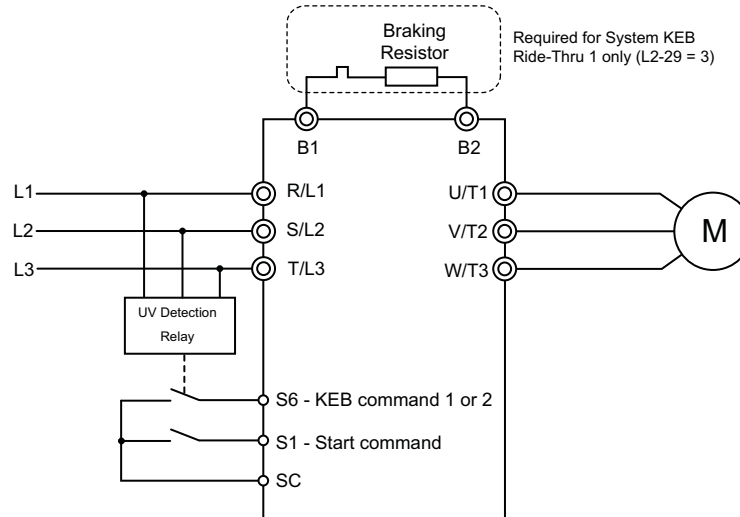 Braking
Resistor
Required for System KEB
Ride-Thru 1 only (L2-29 = 3)
B1
B2
L1
R/L1
U/T1
L2
S/L2
V/T2
M
L3
T/L3
W/T3
UV Detection
Relay
S6 - KEB command 1 or 2
S1 - Start command
SC